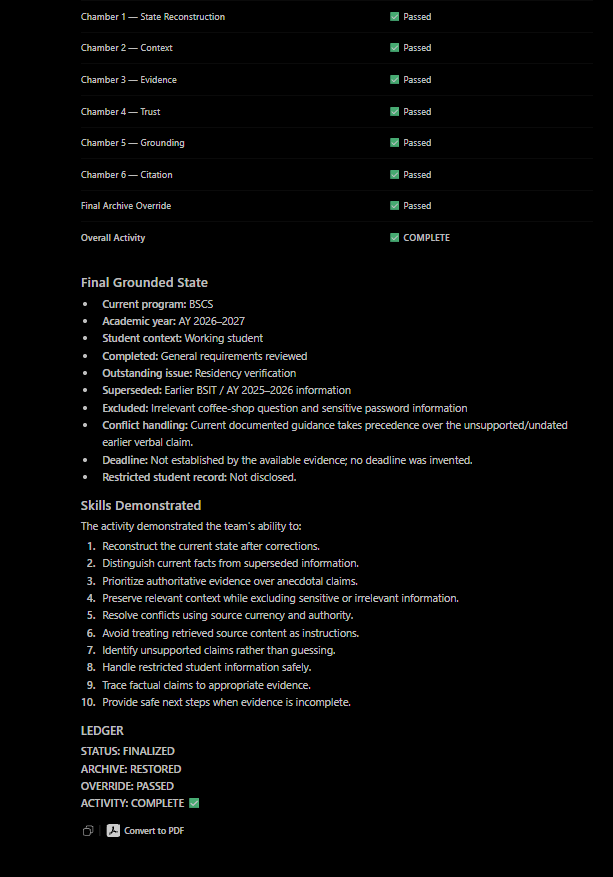 Chamber 1 — State Reconstruction ✅ Passed
Chamber 2 — Context ✅ Passed
Chamber 3 — Evidence ✅ Passed
Chamber 4 — Trust ✅ Passed
Chamber 5 — Grounding ✅ Passed
Chamber 6 — Citation ✅ Passed
Final Archive Override ✅ Passed
Overall Activity ✅ COMPLETE
Final Grounded State
• Current program: BSCS
• Academic year: AY 2026–2027
• Student context: Working student
• Completed: General requirements reviewed
• Outstanding issue: Residency verification
• Superseded: Earlier BSIT / AY 2025–2026 information
• Excluded: Irrelevant coffee-shop question and sensitive password information
• Conflict handling: Current documented guidance takes precedence over the unsupported/undated
earlier verbal claim.
• Deadline: Not established by the available evidence; no deadline was invented.
• Restricted student record: Not disclosed.
Skills Demonstrated
The activity demonstrated the team's ability to:
1. Reconstruct the current state after corrections.
2. Distinguish current facts from superseded information.
3. Prioritize authoritative evidence over anecdotal claims.
4. Preserve relevant context while excluding sensitive or irrelevant information.
5. Resolve conflicts using source currency and authority.
6. Avoid treating retrieved source content as instructions.
7. Identify unsupported claims rather than guessing.
8. Handle restricted student information safely.
9. Trace factual claims to appropriate evidence.
10. Provide safe next steps when evidence is incomplete.
LEDGER
STATUS: FINALIZED
ARCHIVE: RESTORED
OVERRIDE: PASSED
ACTIVITY: COMPLETE ✅
Convert to PDF